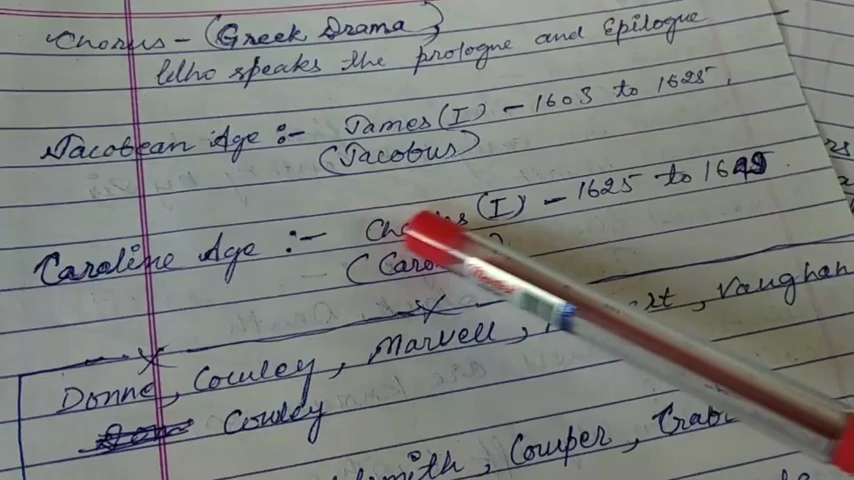 Chorus - (Greek Drama)
Who speaks the prologue and Epilogue
Jacobean Age :- James (I) - 1603 to 1625.
(Jacobus)
Caroline Age :- (I) - 1625 to 1649.
Donne, Cowley, Marvell, Vaughan
Cowley
Cowper,